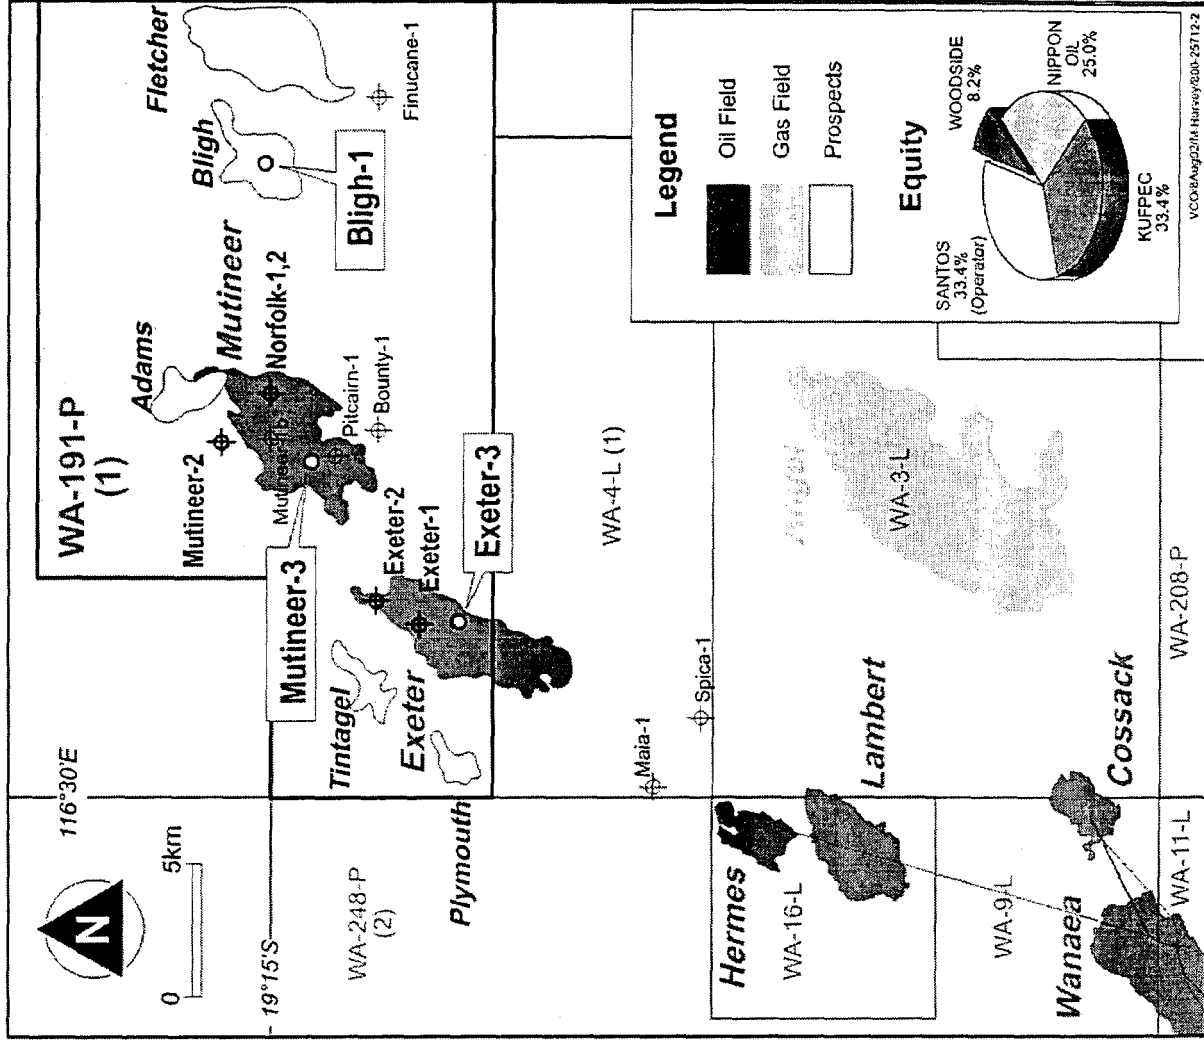 N
0
5km
116°30'E
19°15'S
WA-191-P
(1)
WA-248-P
(2)
Adams
Mutineer
Mutineer-2
Norfolk-1,2
Mutineer-1b
Pitcairn-1
Bounty-1
Mutineer-3
Bligh
Bligh-1
Fletcher
Finucane-1
Exeter-2
Exeter-1
Exeter-3
Tintagel
Exeter
Plymouth
WA-4-L (1)
Maia-1
Spica-1
Hermes
WA-16-L
Lambert
Angel
WA-3-L
WA-9-L
Cossack
Wanaea
WA-11-L
WA-208-P
Legend
Oil Field
Gas Field
Prospects
Equity
SANTOS
33.4%
(Operator)
WOODSIDE
8.2%
NIPPON
OIL
25.0%
KUFPEC
33.4%